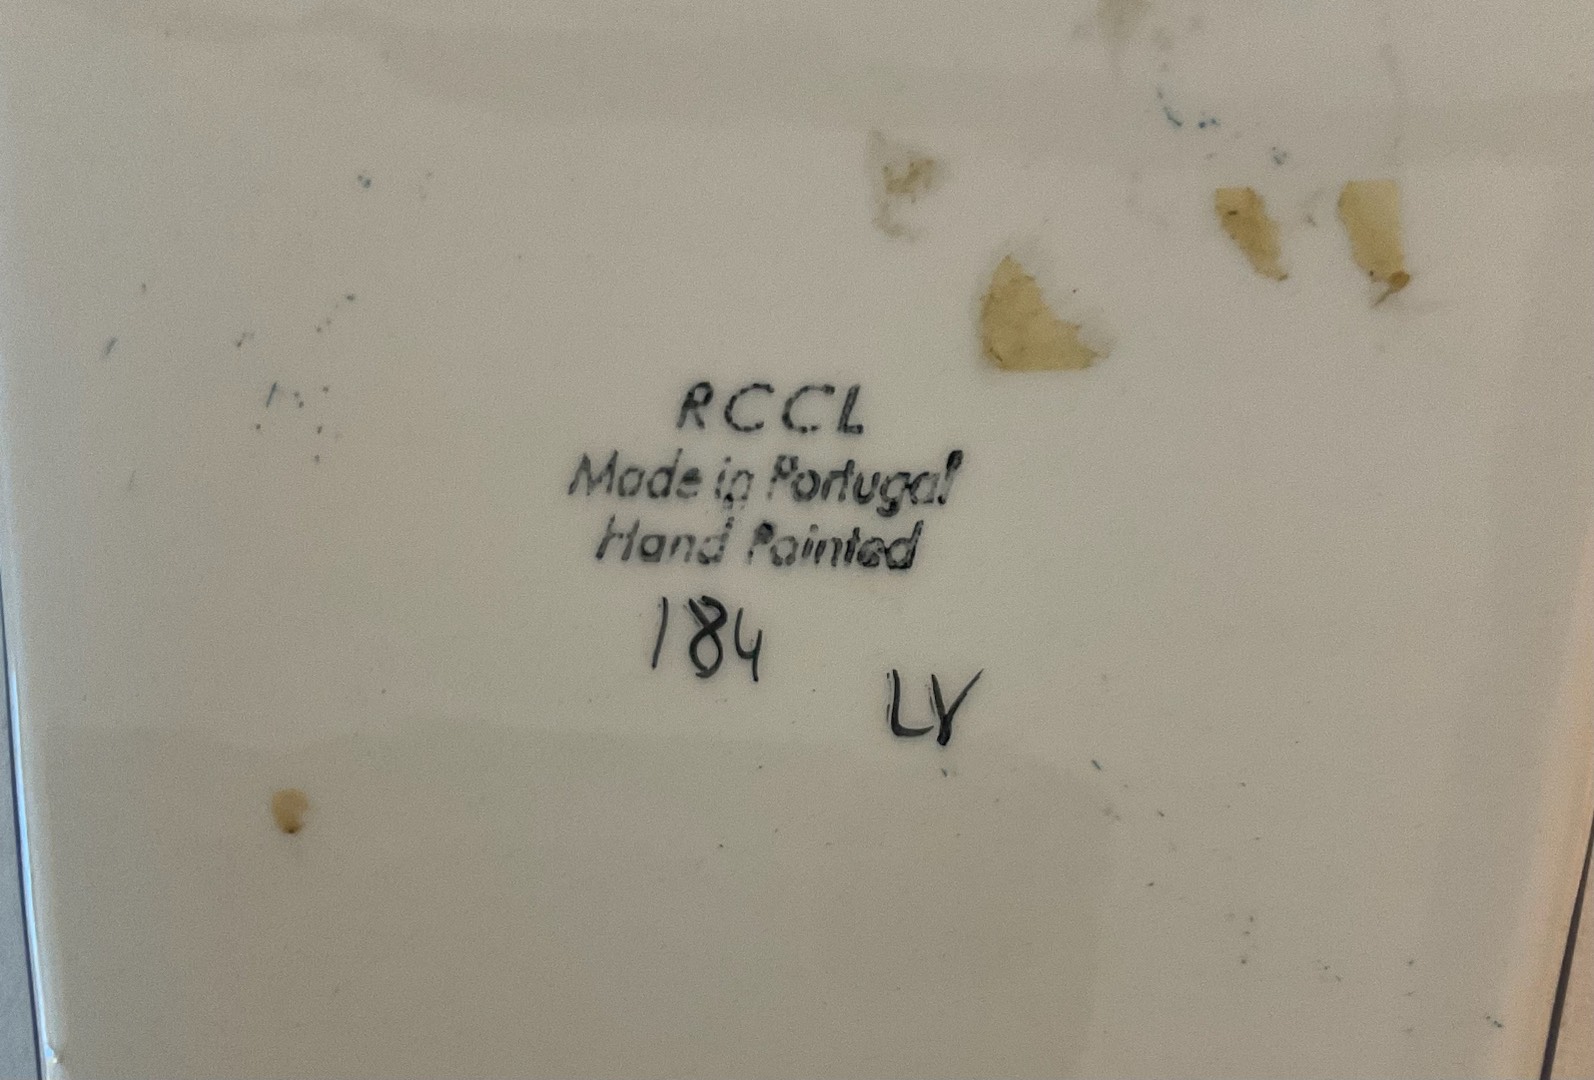 RCCL
Made in Portugal
Hand Painted
184
LV